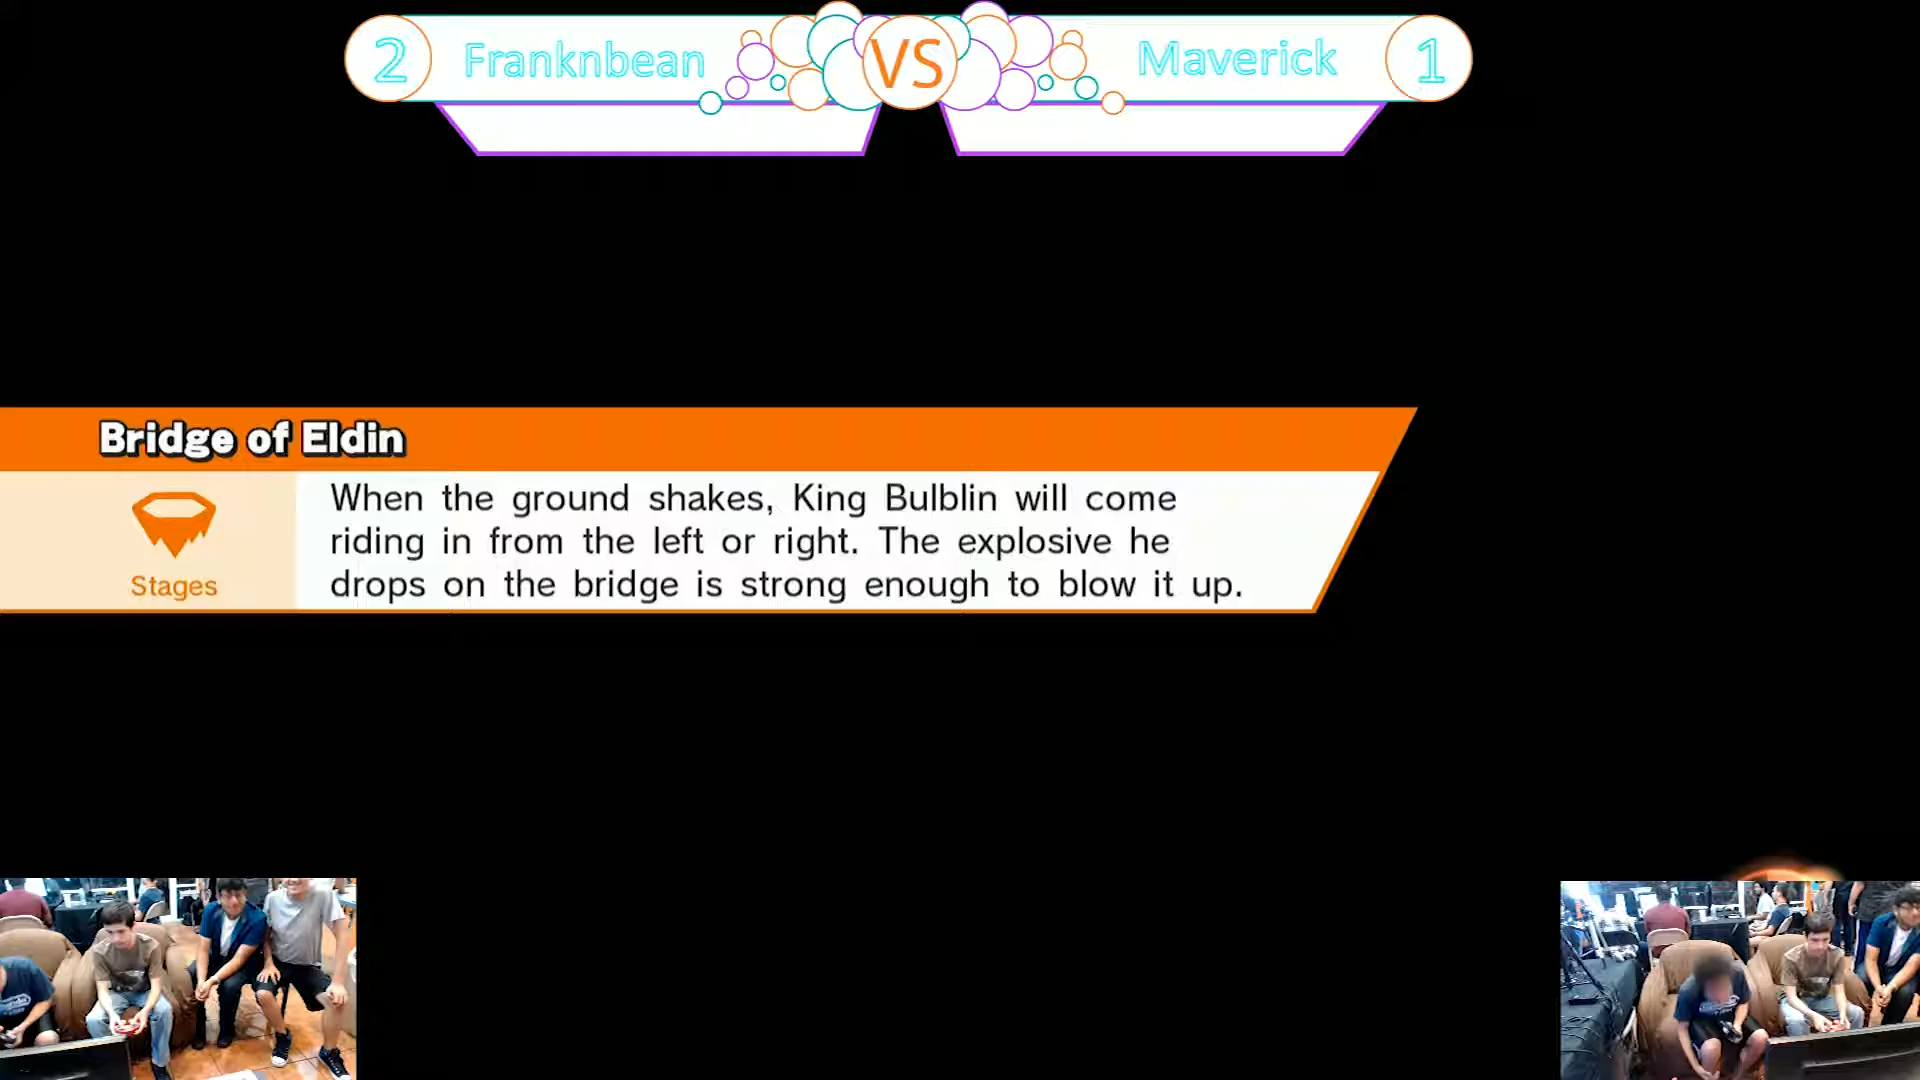 2 Franknbean VS Maverick 1
Bridge of Eldin
When the ground shakes, King Bulblin will come
riding in from the left or right. The explosive he
drops on the bridge is strong enough to blow it up.
Stages